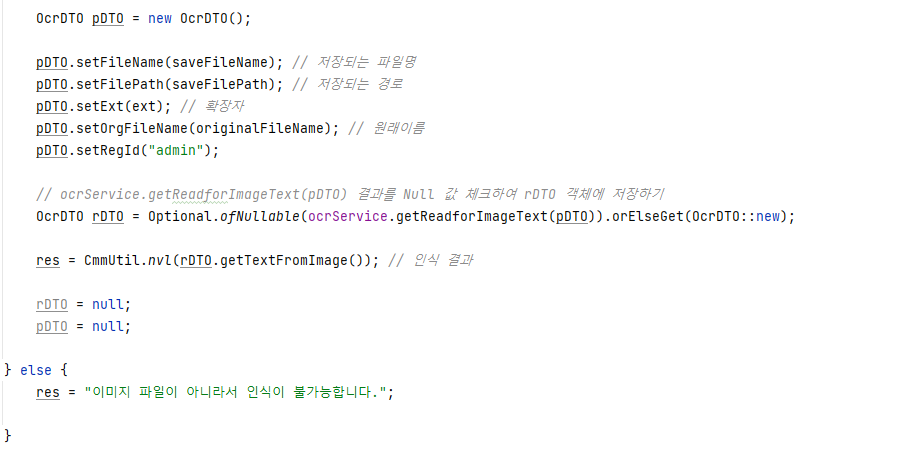 OcrDTO pDTO = new OcrDTO();
pDTO.setFileName(saveFileName); // 저장되는 파일명
pDTO.setFilePath(saveFilePath); // 저장되는 경로
pDTO.setExt(ext); // 확장자
pDTO.setOrgFileName(originalFileName); // 원래이름
pDTO.setRegId("admin");
// ocrService.getReadforImageText(pDTO) 결과를 Null 값 체크하여 rDTO 객체에 저장하기
OcrDTO rDTO = Optional.ofNullable(ocrService.getReadforImageText(pDTO)).orElseGet(OcrDTO::new);
res = CmmUtil.nvl(rDTO.getTextFromImage()); // 인식 결과
rDTO = null;
pDTO = null;
} else {
res = "이미지 파일이 아니라서 인식이 불가능합니다.";
}